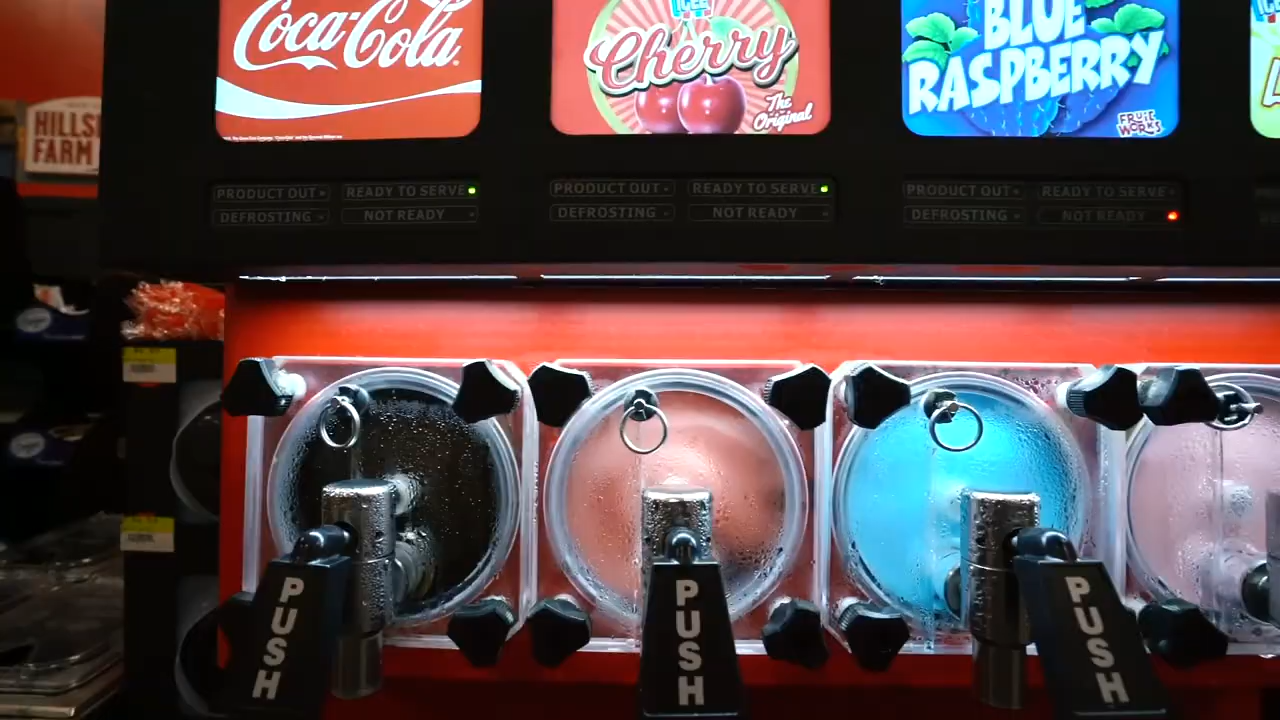 Coca-Cola
ICEE
Cherry
The
Original
BLUE
RASPBERRY
FRUIT
WORKS
HILLS
FARM
PRODUCT OUT
READY TO SERVE
DEFROSTING
NOT READY
PRODUCT OUT
READY TO SERVE
DEFROSTING
NOT READY
PRODUCT OUT
READY TO SERVE
DEFROSTING
NOT READY
PUSH
PUSH
PUSH